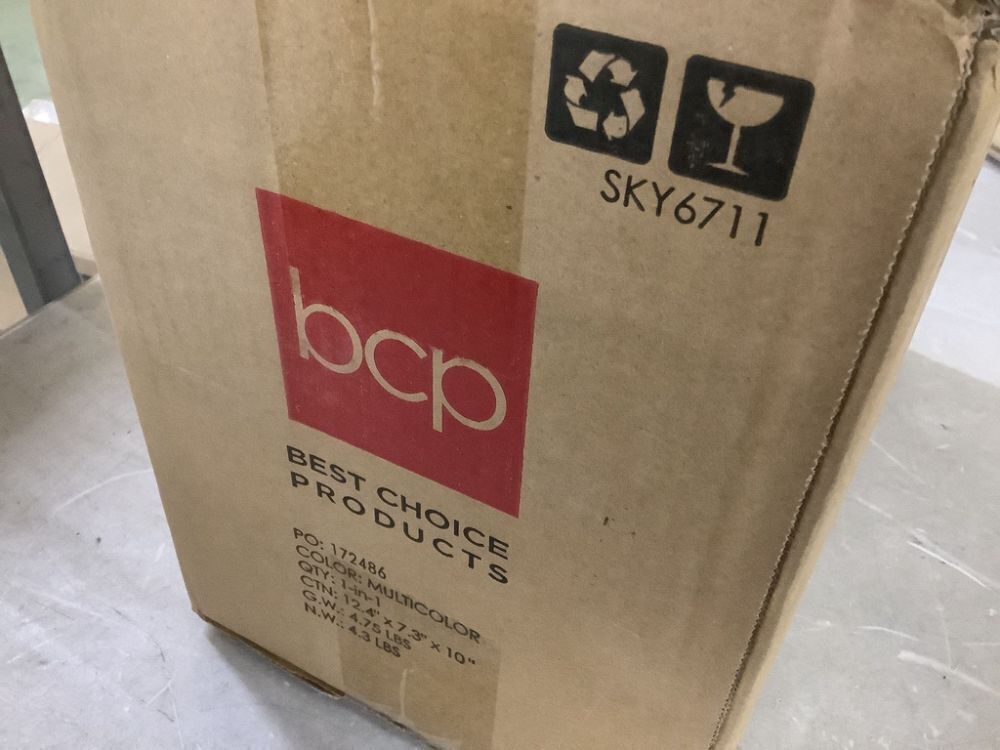 SKY6711
bcp
BEST CHOICE
PRODUCTS
PO: 172486
COLOR: MULTICOLOR
QTY: 1-in-1
CTN: 12.4" x 7.3" x 10"
G.W.: 4.75 LBS
N.W.: 4.3 LBS